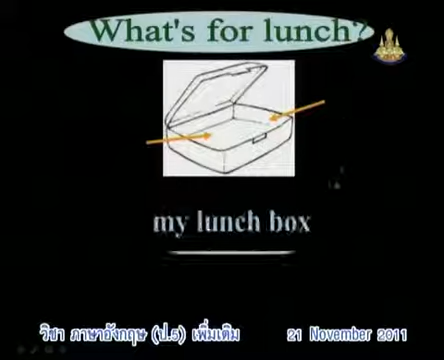 What's for lunch?
my lunch box
วิชา ภาษาอังกฤษ (ป.5) เพิ่มเติม 21 November 2011